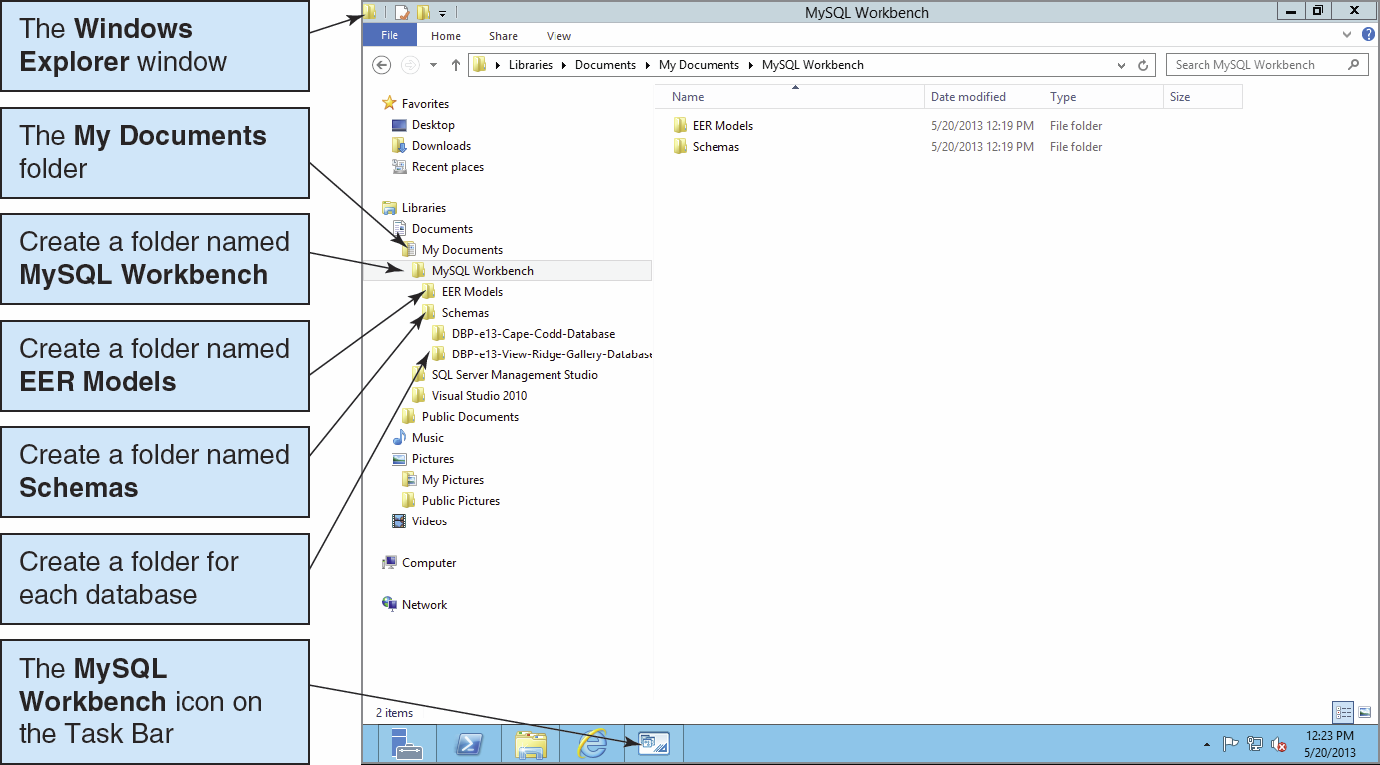 The Windows
Explorer window
The My Documents
folder
Create a folder named
MySQL Workbench
Create a folder named
EER Models
Create a folder named
Schemas
Create a folder for
each database
The MySQL
Workbench icon on
the Task Bar
MySQL Workbench
File Home Share View
Libraries Documents My Documents MySQL Workbench
Search MySQL Workbench
Favorites
Desktop
Downloads
Recent places
Libraries
Documents
My Documents
MySQL Workbench
EER Models
Schemas
DBP-e13-Cape-Codd-Database
DBP-e13-View-Ridge-Gallery-Database
SQL Server Management Studio
Visual Studio 2010
Public Documents
Music
Pictures
My Pictures
Public Pictures
Videos
Computer
Network
Name Date modified Type Size
EER Models 5/20/2013 12:19 PM File folder
Schemas 5/20/2013 12:19 PM File folder
2 items
12:23 PM
5/20/2013